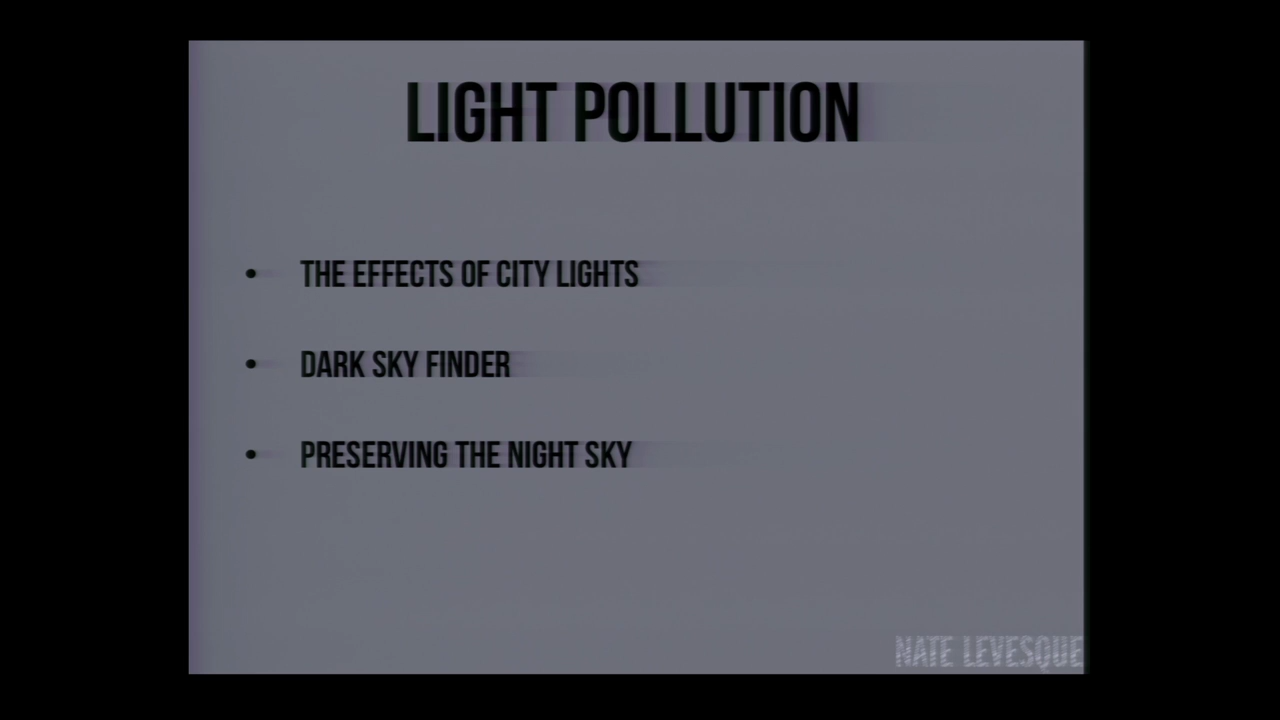 LIGHT POLLUTION
• THE EFFECTS OF CITY LIGHTS
• DARK SKY FINDER
• PRESERVING THE NIGHT SKY
NATE LEVESQUE